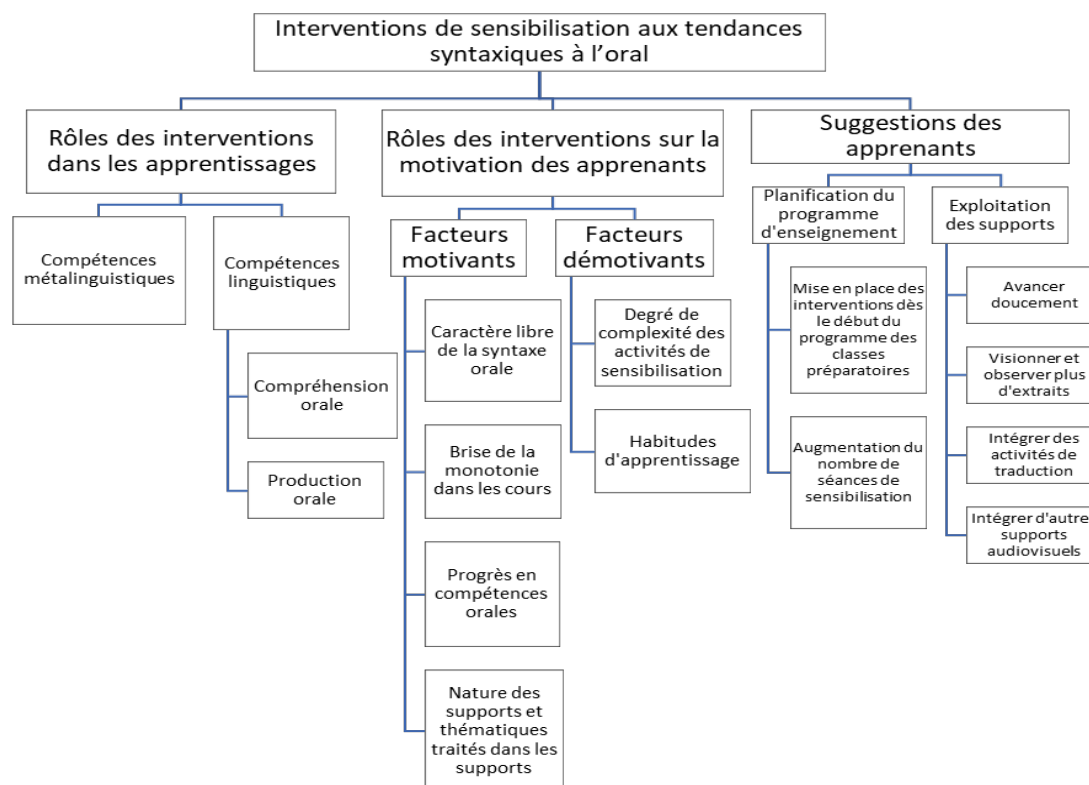 Interventions de sensibilisation aux tendances
syntaxiques à l’oral
Rôles des interventions
dans les apprentissages
Compétences
métalinguistiques
Compétences
linguistiques
Compréhension
orale
Production
orale
Rôles des interventions sur la
motivation des apprenants
Facteurs
motivants
Caractère libre
de la syntaxe
orale
Brise de la
monotonie dans
les cours
Progrès en
compétences
orales
Nature des
supports et
thématiques
traités dans les
supports
Facteurs
démotivants
Degré de
complexité des
activités de
sensibilisation
Habitudes
d'apprentissage
Suggestions des
apprenants
Planification du
programme
d'enseignement
Mise en place des
interventions dès
le début du
programme des
classes
préparatoires
Augmentation du
nombre de
séances de
sensibilisation
Exploitation
des supports
Avancer
doucement
Visionner et
observer plus
d'extraits
Intégrer des
activités de
traduction
Intégrer d'autre
supports
audiovisuels